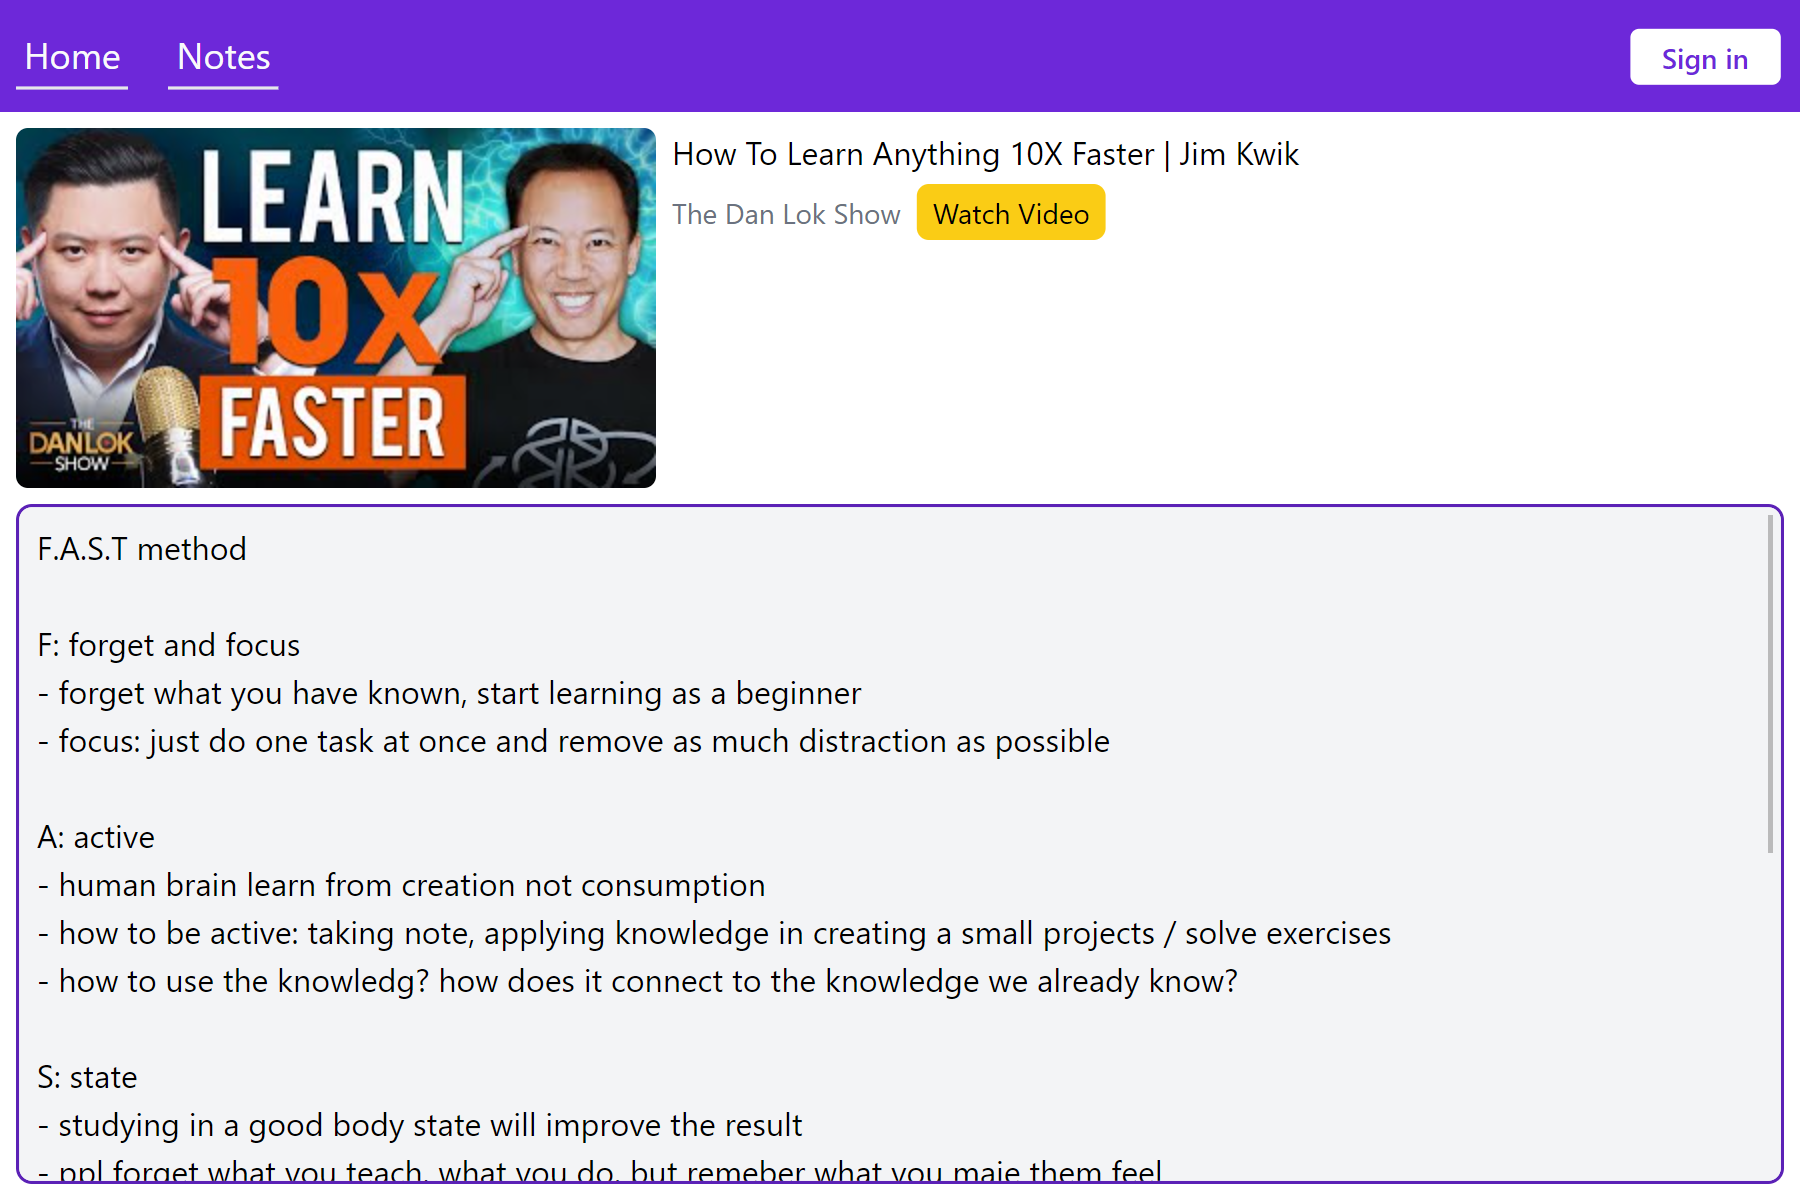 Home
Notes
Sign in
LEARN
10X
FASTER
THE
DAN LOK
SHOW
How To Learn Anything 10X Faster | Jim Kwik
The Dan Lok Show
Watch Video
F.A.S.T method
F: forget and focus
- forget what you have known, start learning as a beginner
- focus: just do one task at once and remove as much distraction as possible
A: active
- human brain learn from creation not consumption
- how to be active: taking note, applying knowledge in creating a small projects / solve exercises
- how to use the knowledg? how does it connect to the knowledge we already know?
S: state
- studying in a good body state will improve the result
- ppl forget what you teach, what you do, but remeber what you maie them feel